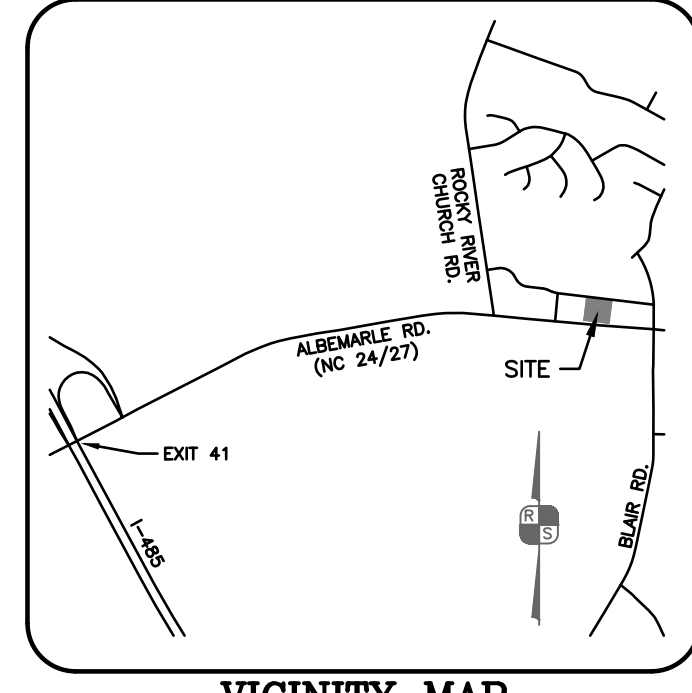 ROCKY RIVER
CHURCH RD.
ALBEMARLE RD.
(NC 24/27)
SITE
EXIT 41
I-485
BLAIR RD.
R
S
VICINITY MAP